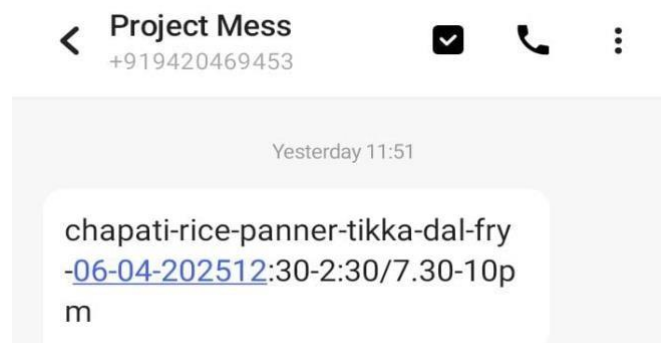 Project Mess
+919420469453
Yesterday 11:51
chapati-rice-panner-tikka-dal-fry
-06-04-202512:30-2:30/7.30-10p
m